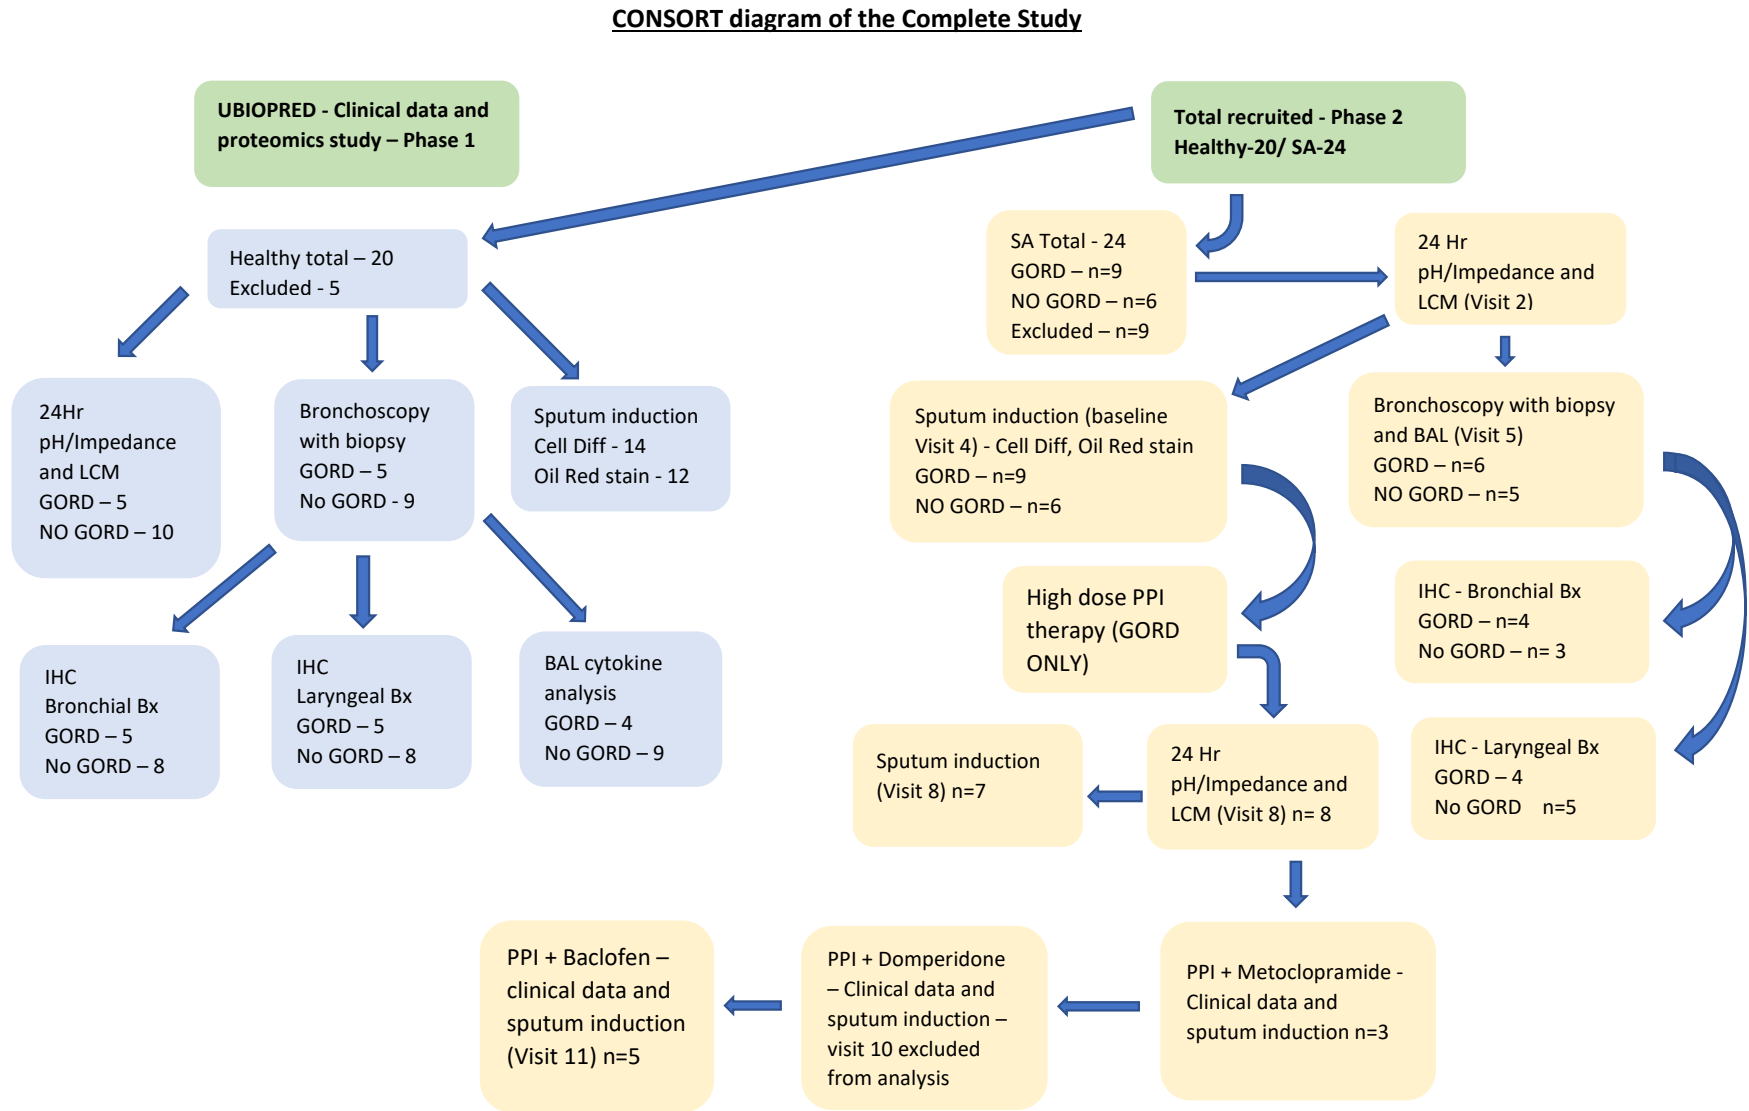 CONSORT diagram of the Complete Study
UBIOPRED - Clinical data and
proteomics study – Phase 1
Total recruited - Phase 2
Healthy-20/ SA-24
Healthy total – 20
Excluded - 5
SA Total - 24
GORD – n=9
NO GORD – n=6
Excluded – n=9
24 Hr
pH/Impedance and
LCM (Visit 2)
24Hr
pH/Impedance
and LCM
GORD – 5
NO GORD – 10
Bronchoscopy
with biopsy
GORD – 5
No GORD - 9
Sputum induction
Cell Diff - 14
Oil Red stain - 12
Sputum induction (baseline
Visit 4) - Cell Diff, Oil Red stain
GORD – n=9
NO GORD – n=6
Bronchoscopy with biopsy
and BAL (Visit 5)
GORD – n=6
NO GORD – n=5
High dose PPI
therapy (GORD
ONLY)
IHC - Bronchial Bx
GORD – n=4
No GORD – n= 3
IHC
Bronchial Bx
GORD – 5
No GORD – 8
IHC
Laryngeal Bx
GORD – 5
No GORD – 8
BAL cytokine
analysis
GORD – 4
No GORD – 9
Sputum induction
(Visit 8) n=7
24 Hr
pH/Impedance and
LCM (Visit 8) n= 8
IHC - Laryngeal Bx
GORD – 4
No GORD n=5
PPI + Baclofen –
clinical data and
sputum induction
(Visit 11) n=5
PPI + Domperidone
– Clinical data and
sputum induction –
visit 10 excluded
from analysis
PPI + Metoclopramide -
Clinical data and
sputum induction n=3